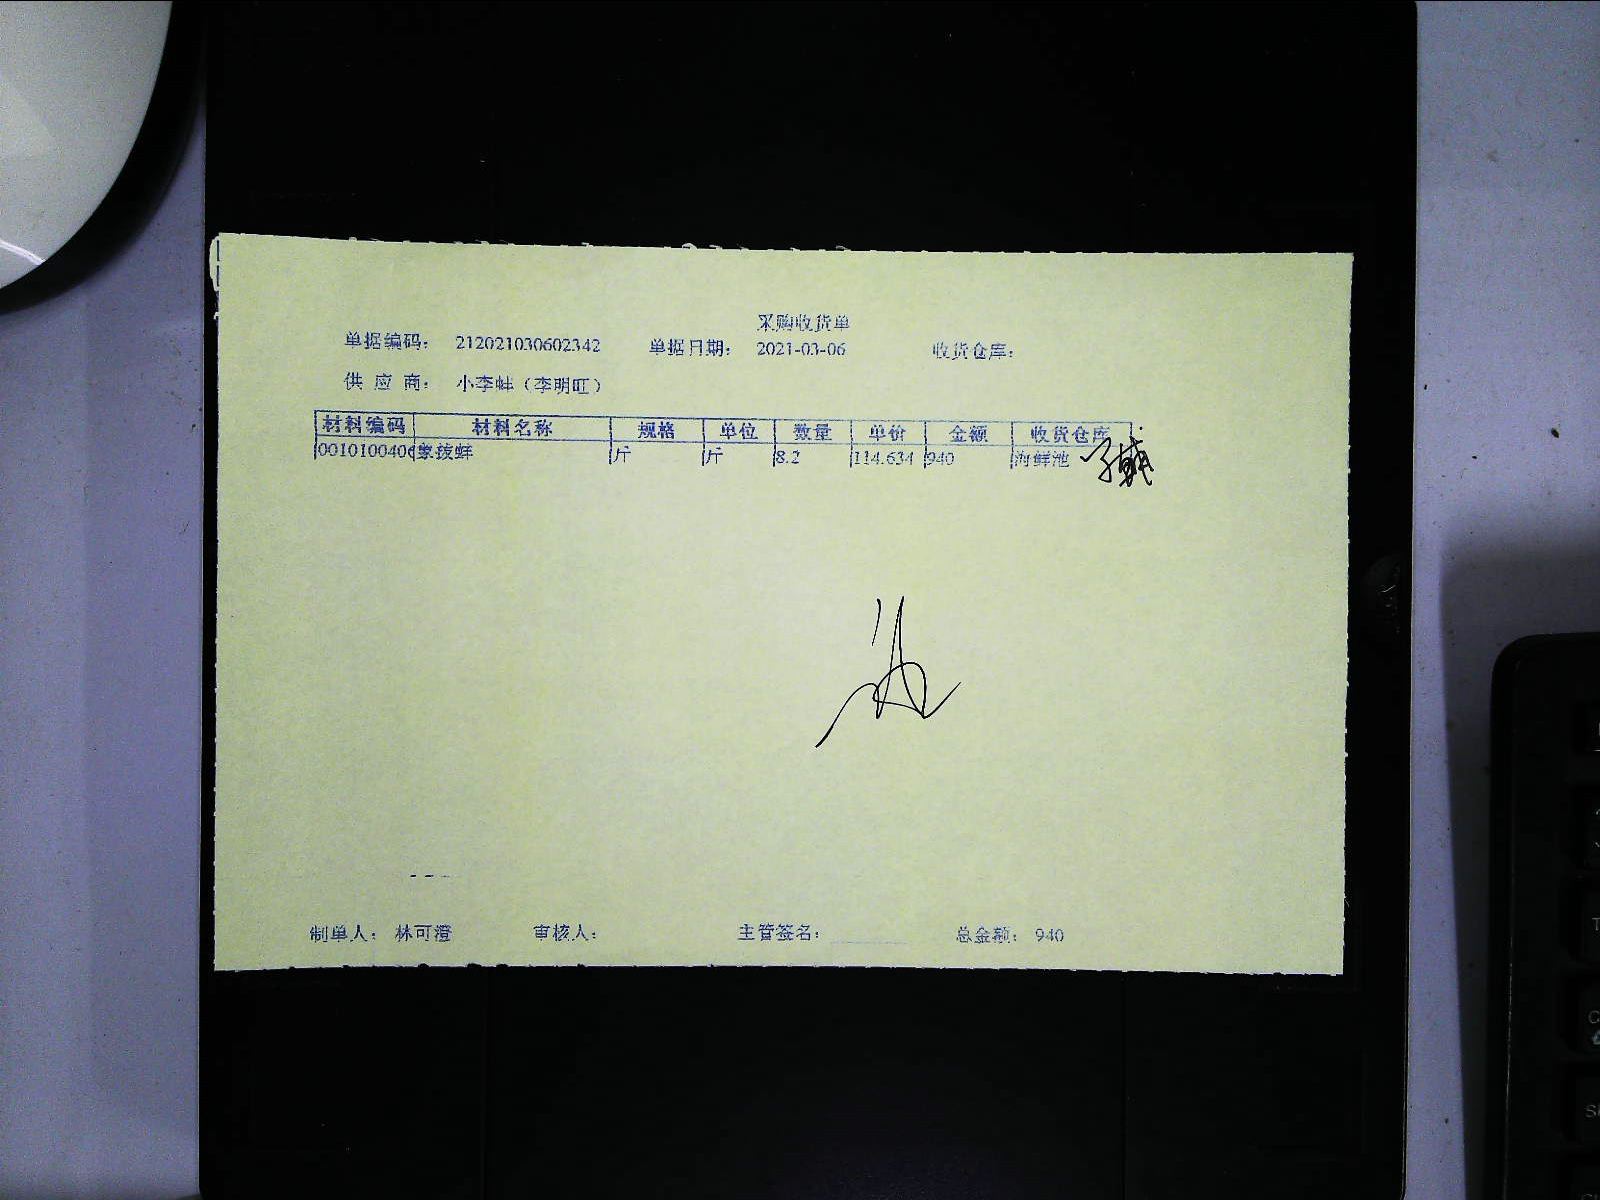 采购收货单
单据编码： 212021030602342 单据日期： 2021-03-06 收货仓库：
供 应 商： 小李蚌（李明旺）
材料编码 材料名称 规格 单位 数量 单价 金额 收货仓库
0010100406 象拔蚌 斤 斤 8.2 114.634 940 海鲜池
制单人： 林可澄 审核人： 主管签名： 总金额： 940